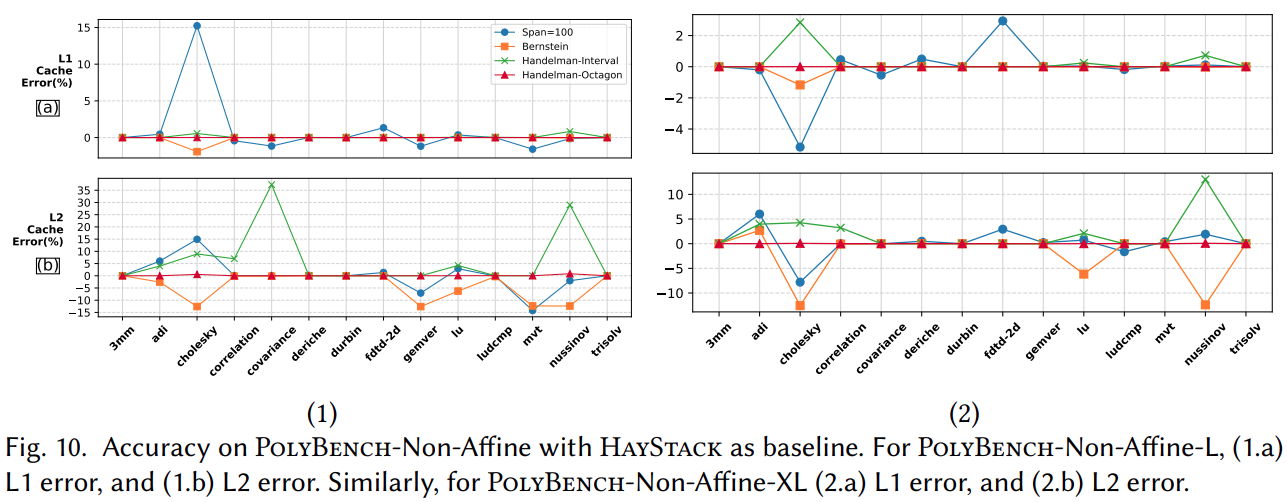 L1
Cache
Error(%)
(a)
15
10
5
0
Span=100
Bernstein
Handelman-Interval
Handelman-Octagon
2
0
−2
−4
L2
Cache
Error(%)
(b)
35
30
25
20
15
10
5
0
−5
−10
−15
3mm
adi
cholesky
correlation
covariance
deriche
durbin
fdtd-2d
gemver
lu
ludcmp
mvt
nussinov
trisolv
10
5
0
−5
−10
3mm
adi
cholesky
correlation
covariance
deriche
durbin
fdtd-2d
gemver
lu
ludcmp
mvt
nussinov
trisolv
(1)
(2)
Fig. 10. Accuracy on PolyBench-Non-Affine with HayStack as baseline. For PolyBench-Non-Affine-L, (1.a)
L1 error, and (1.b) L2 error. Similarly, for PolyBench-Non-Affine-XL (2.a) L1 error, and (2.b) L2 error.